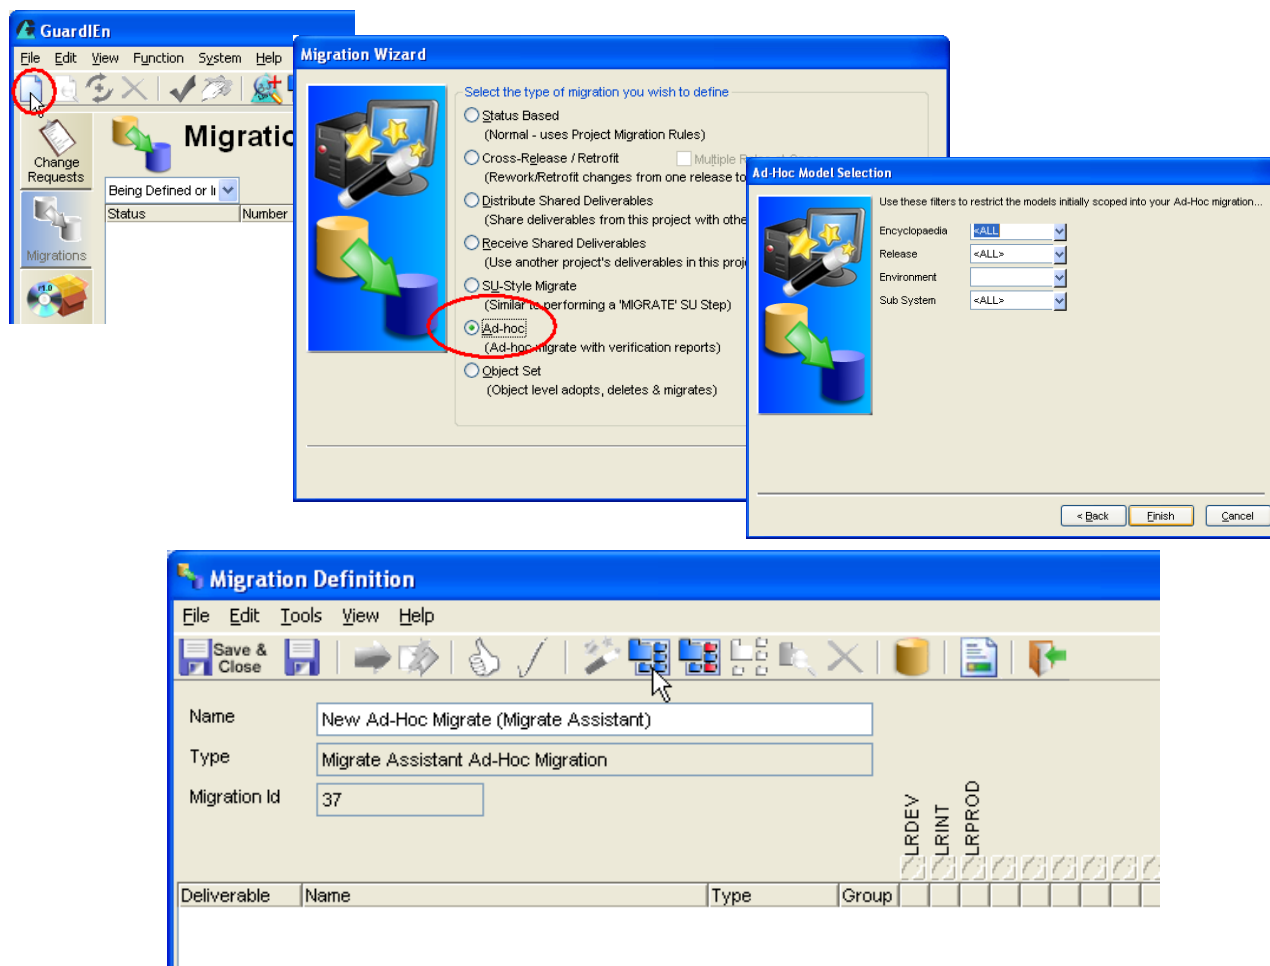 GuardIEn
File Edit View Function System Help
Change
Requests
Migrations
r1.0
Migratio
Being Defined or I
Status Number
Migration Wizard
Select the type of migration you wish to define
Status Based
(Normal - uses Project Migration Rules)
Cross-Release / Retrofit Multiple R
(Rework/Retrofit changes from one release to
Distribute Shared Deliverables
(Share deliverables from this project with othe
Receive Shared Deliverables
(Use another project's deliverables in this proj
SU-Style Migrate
(Similar to performing a 'MIGRATE' SU Step)
Ad-hoc
(Ad-hoc migrate with verification reports)
Object Set
(Object level adopts, deletes & migrates)
Ad-Hoc Model Selection
Use these filters to restrict the models initially scoped into your Ad-Hoc migration...
Encyclopaedia <ALL
Release <ALL>
Environment
Sub System <ALL>
< Back Finish Cancel
Migration Definition
File Edit Tools View Help
Save &
Close
Name New Ad-Hoc Migrate (Migrate Assistant)
Type Migrate Assistant Ad-Hoc Migration
Migration Id 37
LRDEV
LRINT
LRPROD
Deliverable Name Type Group